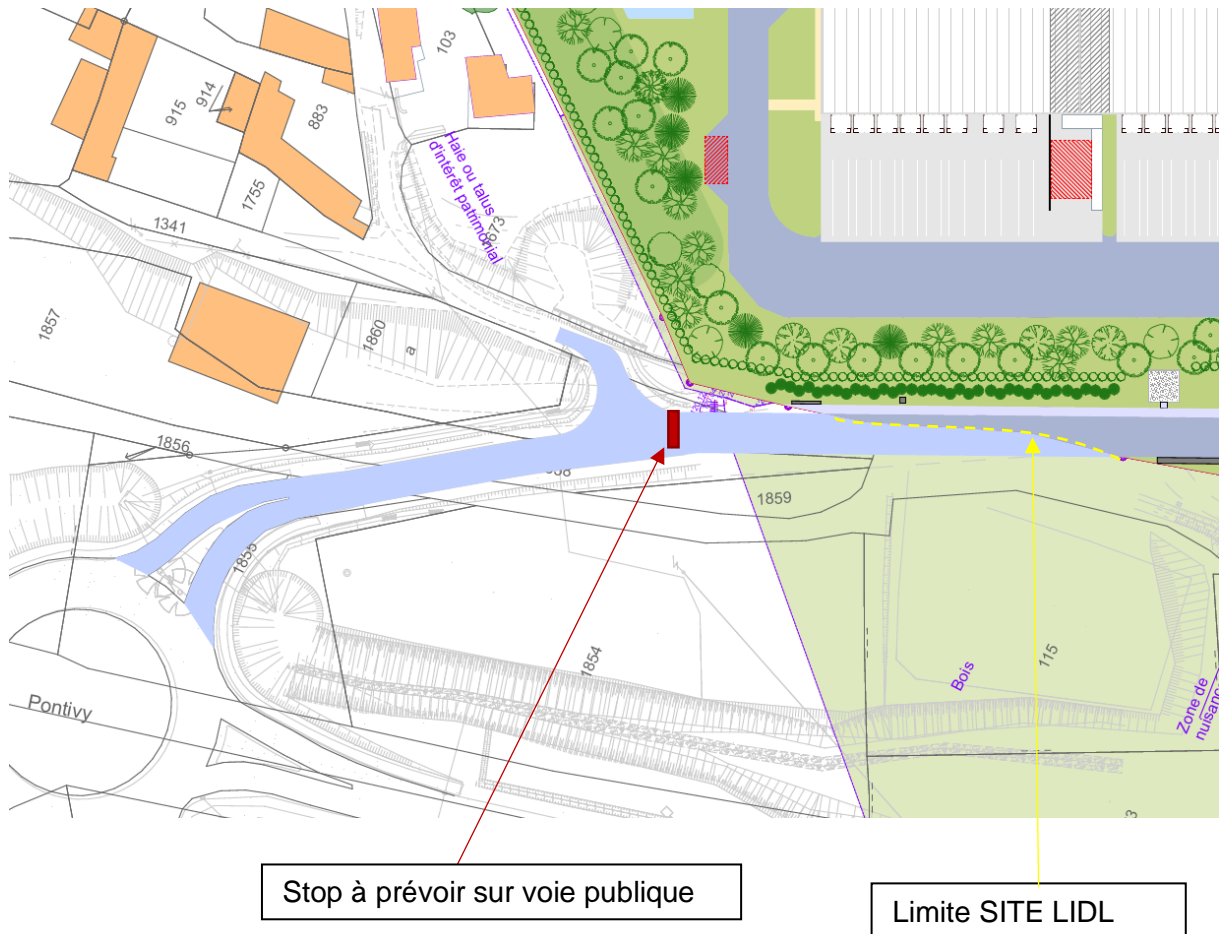 103
915
914
883
1755
Haie ou talus
d'intérêt patrimonial
1341
1857
1860
a
1856
1859
1855
1854
115
Bois
Zone de
Pontivy
Stop à prévoir sur voie publique
Limite SITE LIDL